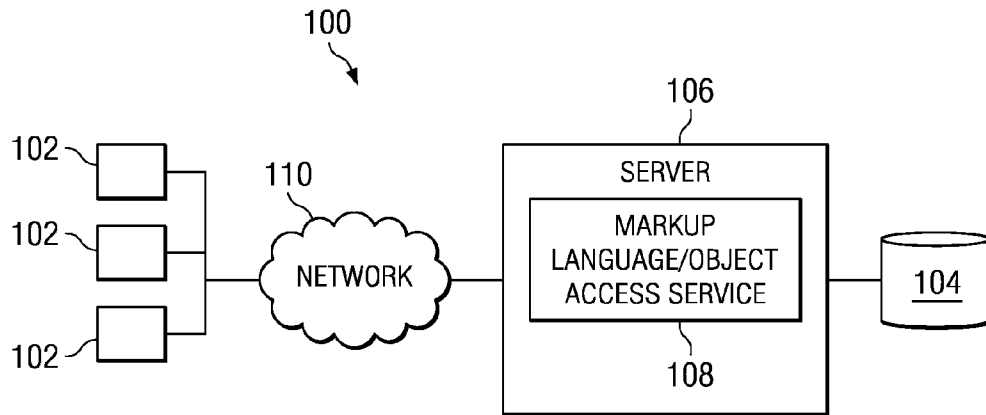 100
106
102
110
SERVER
102
NETWORK
MARKUP
LANGUAGE/OBJECT
ACCESS SERVICE
104
102
108